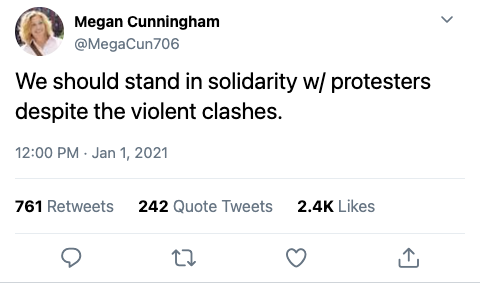 Megan Cunningham
@MegaCun706
We should stand in solidarity w/ protesters
despite the violent clashes.
12:00 PM · Jan 1, 2021
761 Retweets 242 Quote Tweets 2.4K Likes